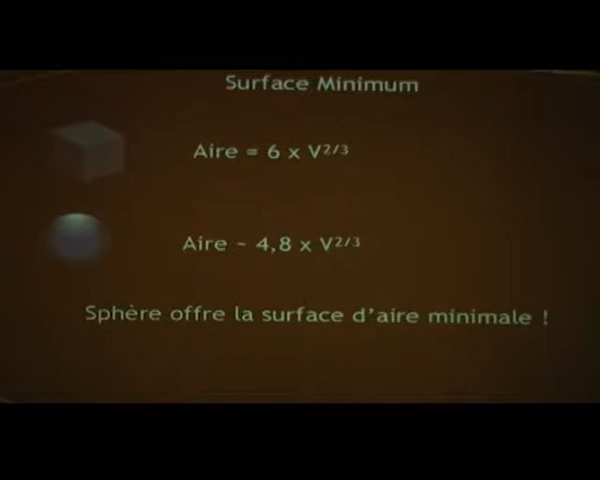 Surface Minimum
Aire = 6 x V2/3
Aire ~ 4,8 x V2/3
Sphère offre la surface d'aire minimale !